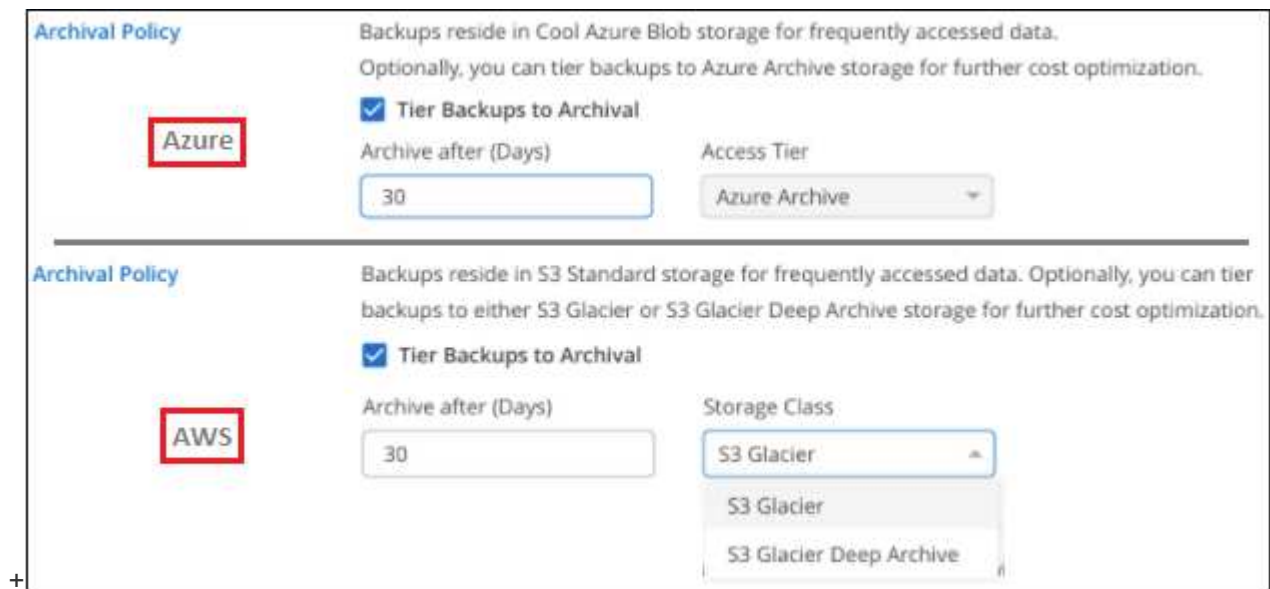 Archival Policy
Backups reside in Cool Azure Blob storage for frequently accessed data.
Optionally, you can tier backups to Azure Archive storage for further cost optimization.
Tier Backups to Archival
Azure
Archive after (Days)
Access Tier
30
Azure Archive
Archival Policy
Backups reside in S3 Standard storage for frequently accessed data. Optionally, you can tier
backups to either S3 Glacier or S3 Glacier Deep Archive storage for further cost optimization.
Tier Backups to Archival
AWS
Archive after (Days)
Storage Class
30
S3 Glacier
S3 Glacier
S3 Glacier Deep Archive
+